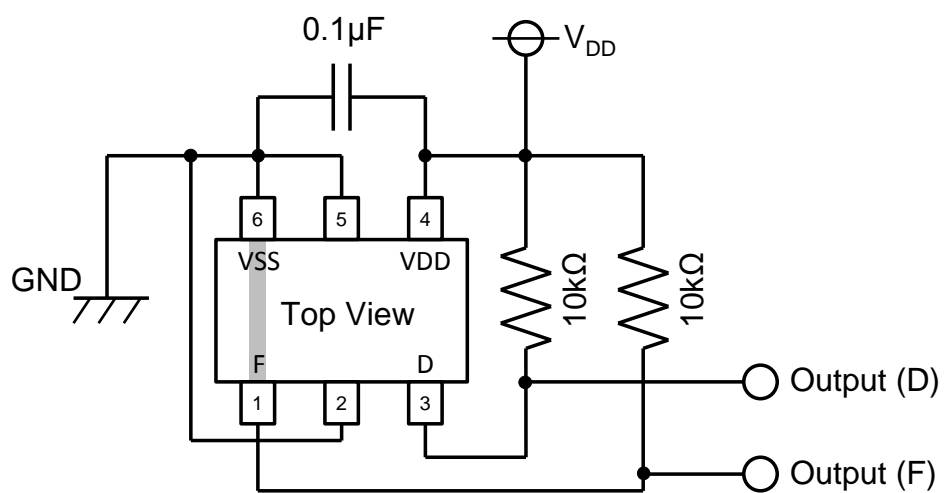 0.1µF
VDD
6
5
4
VSS
VDD
GND
Top View
10kΩ
10kΩ
F
D
1
2
3
Output (D)
Output (F)